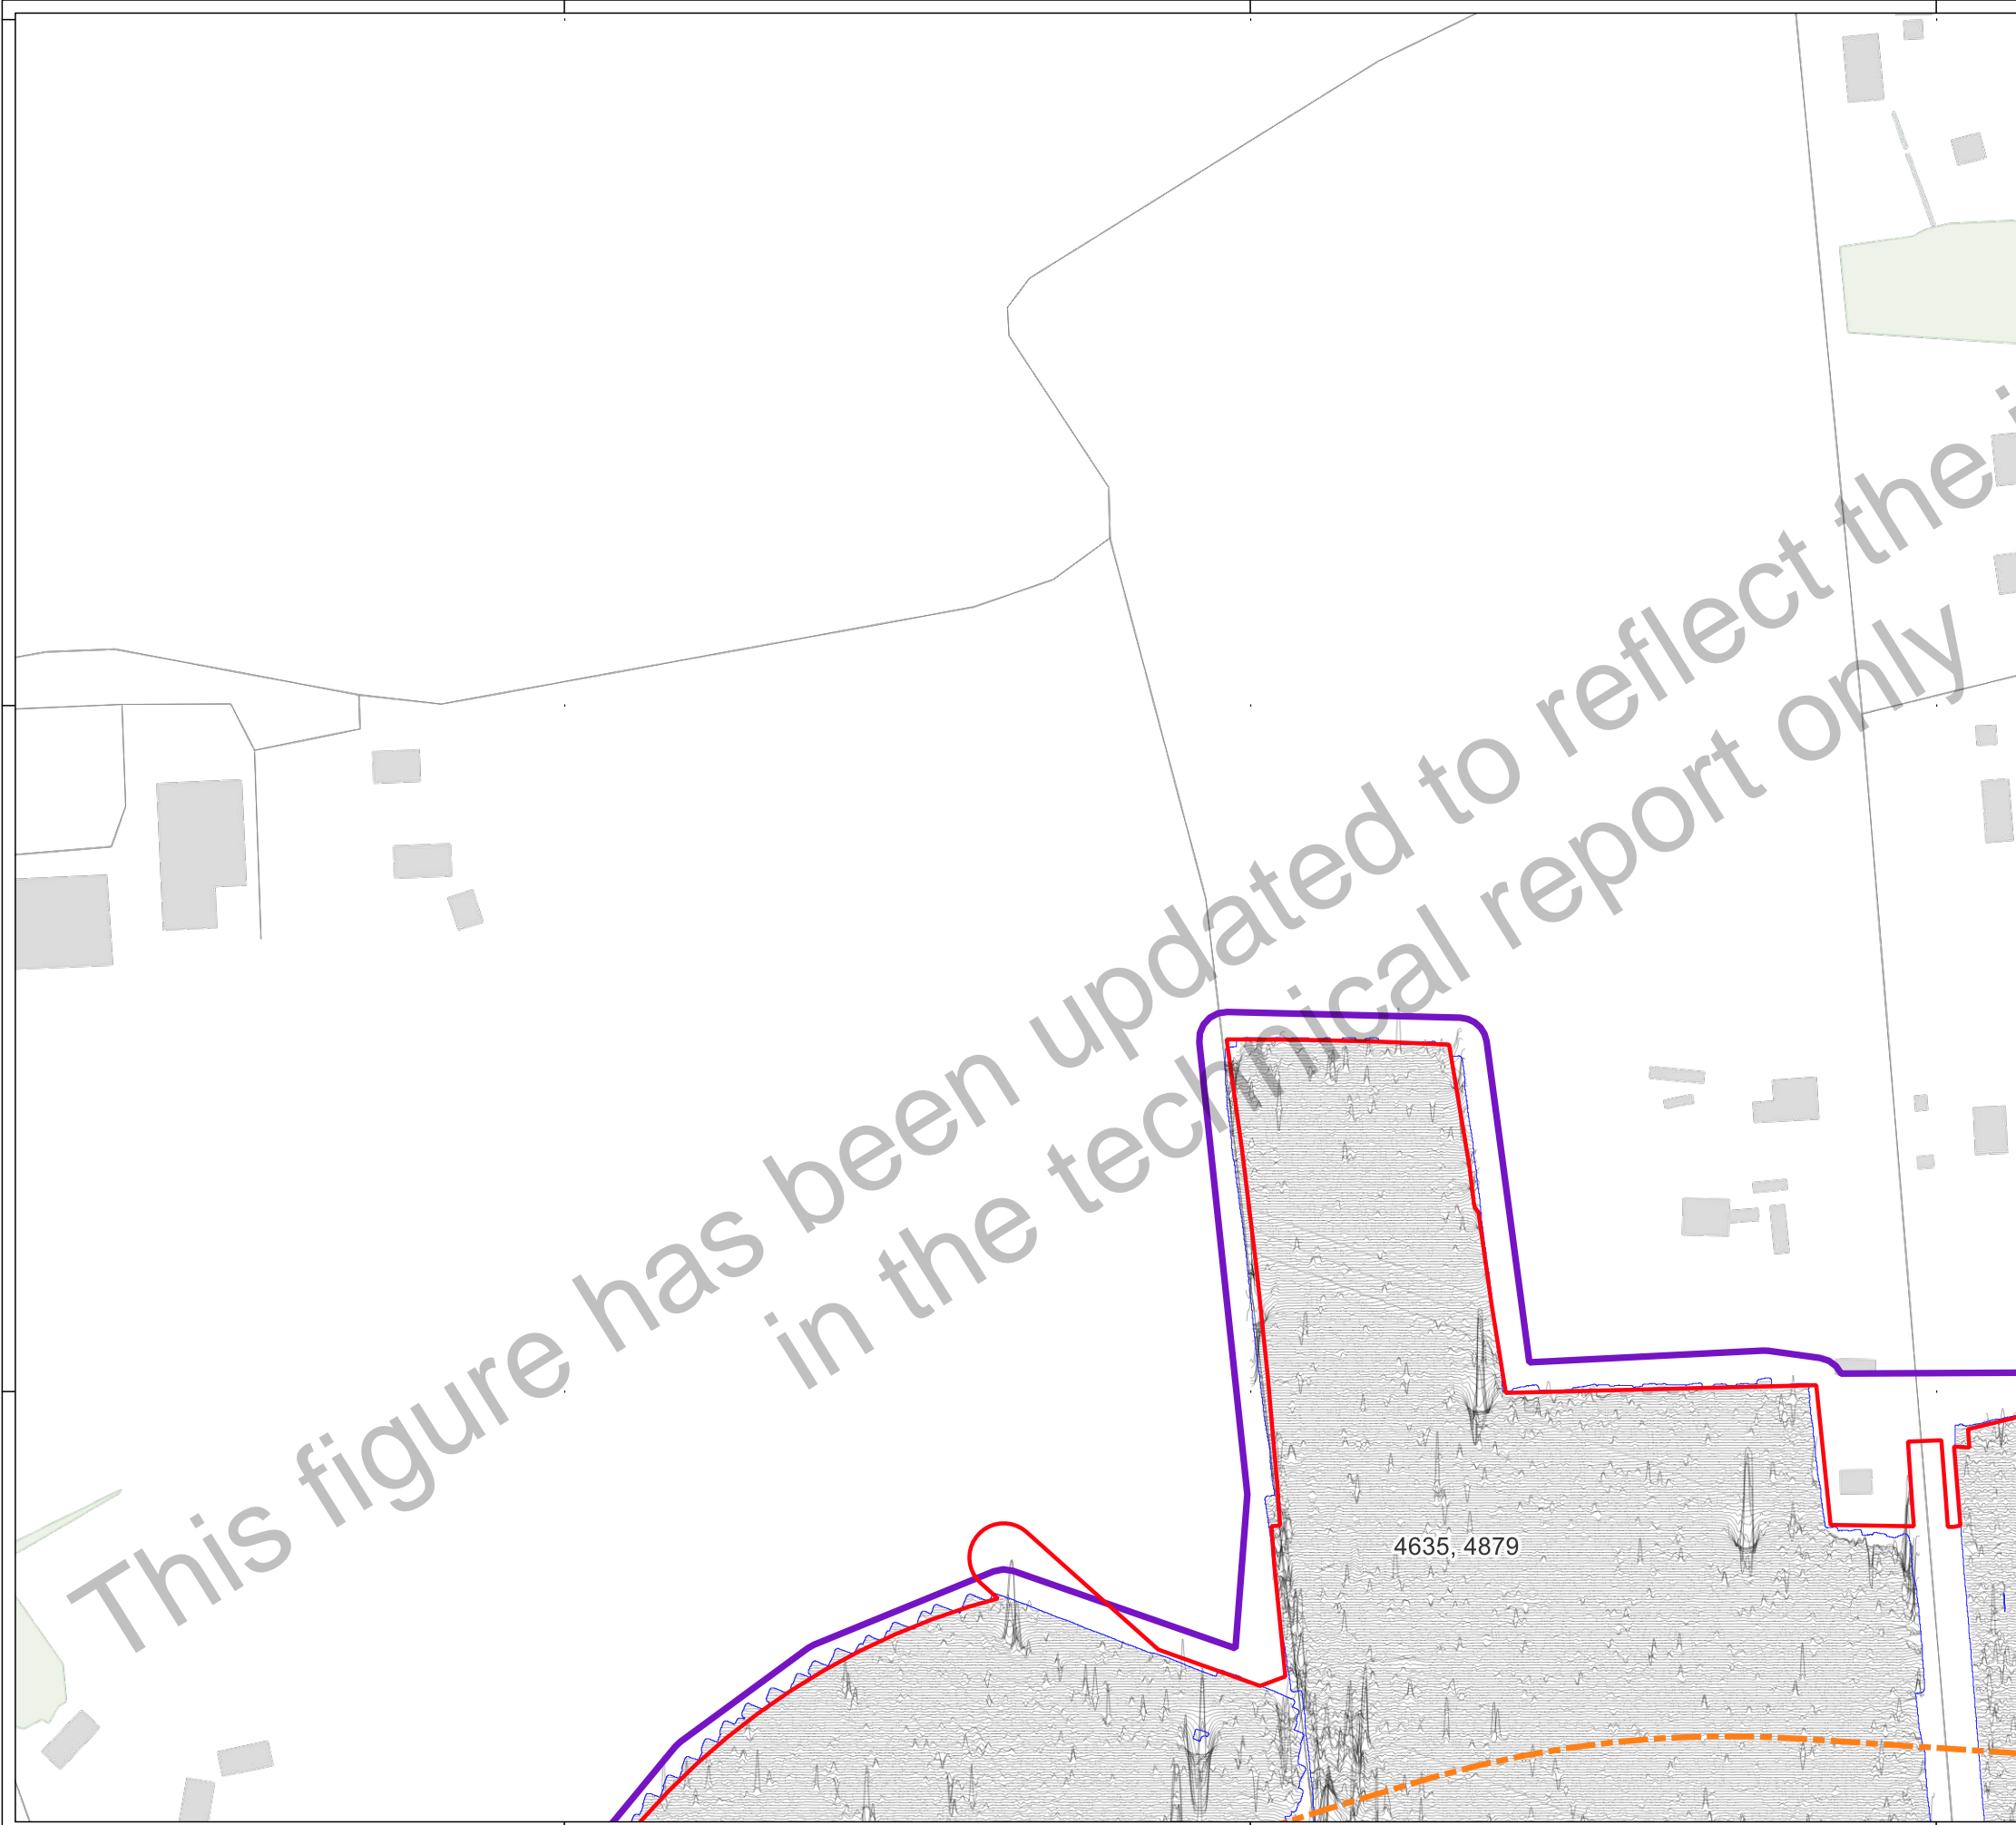 This figure has been updated to reflect the
in the technical report only
4635, 4879